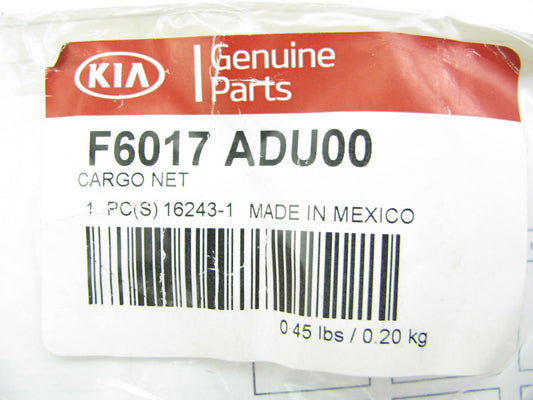 KIA
Genuine
Parts
F6017 ADU00
CARGO NET
1 PC(S) 16243-1 MADE IN MEXICO
0 45 lbs / 0.20 kg